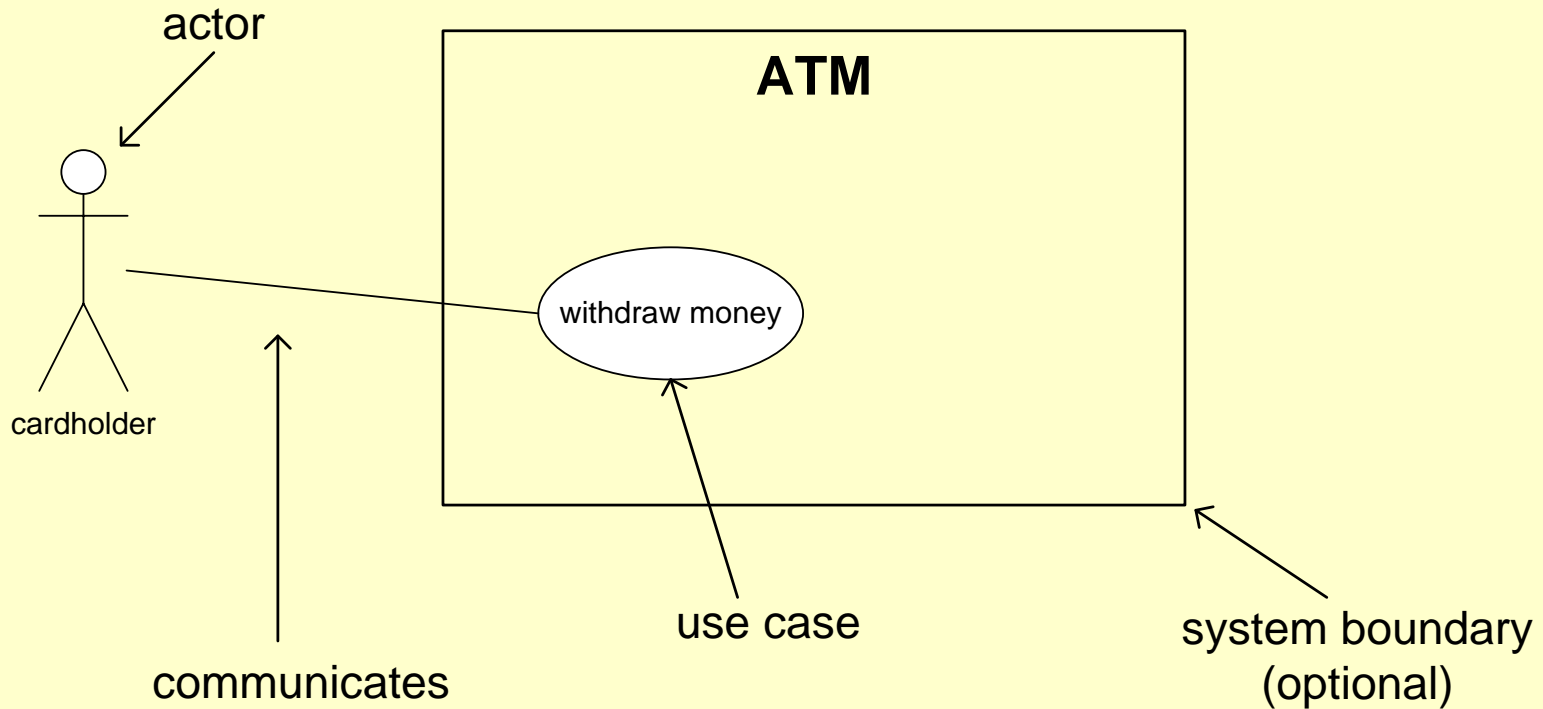 actor
ATM
withdraw money
cardholder
use case
system boundary
(optional)
communicates